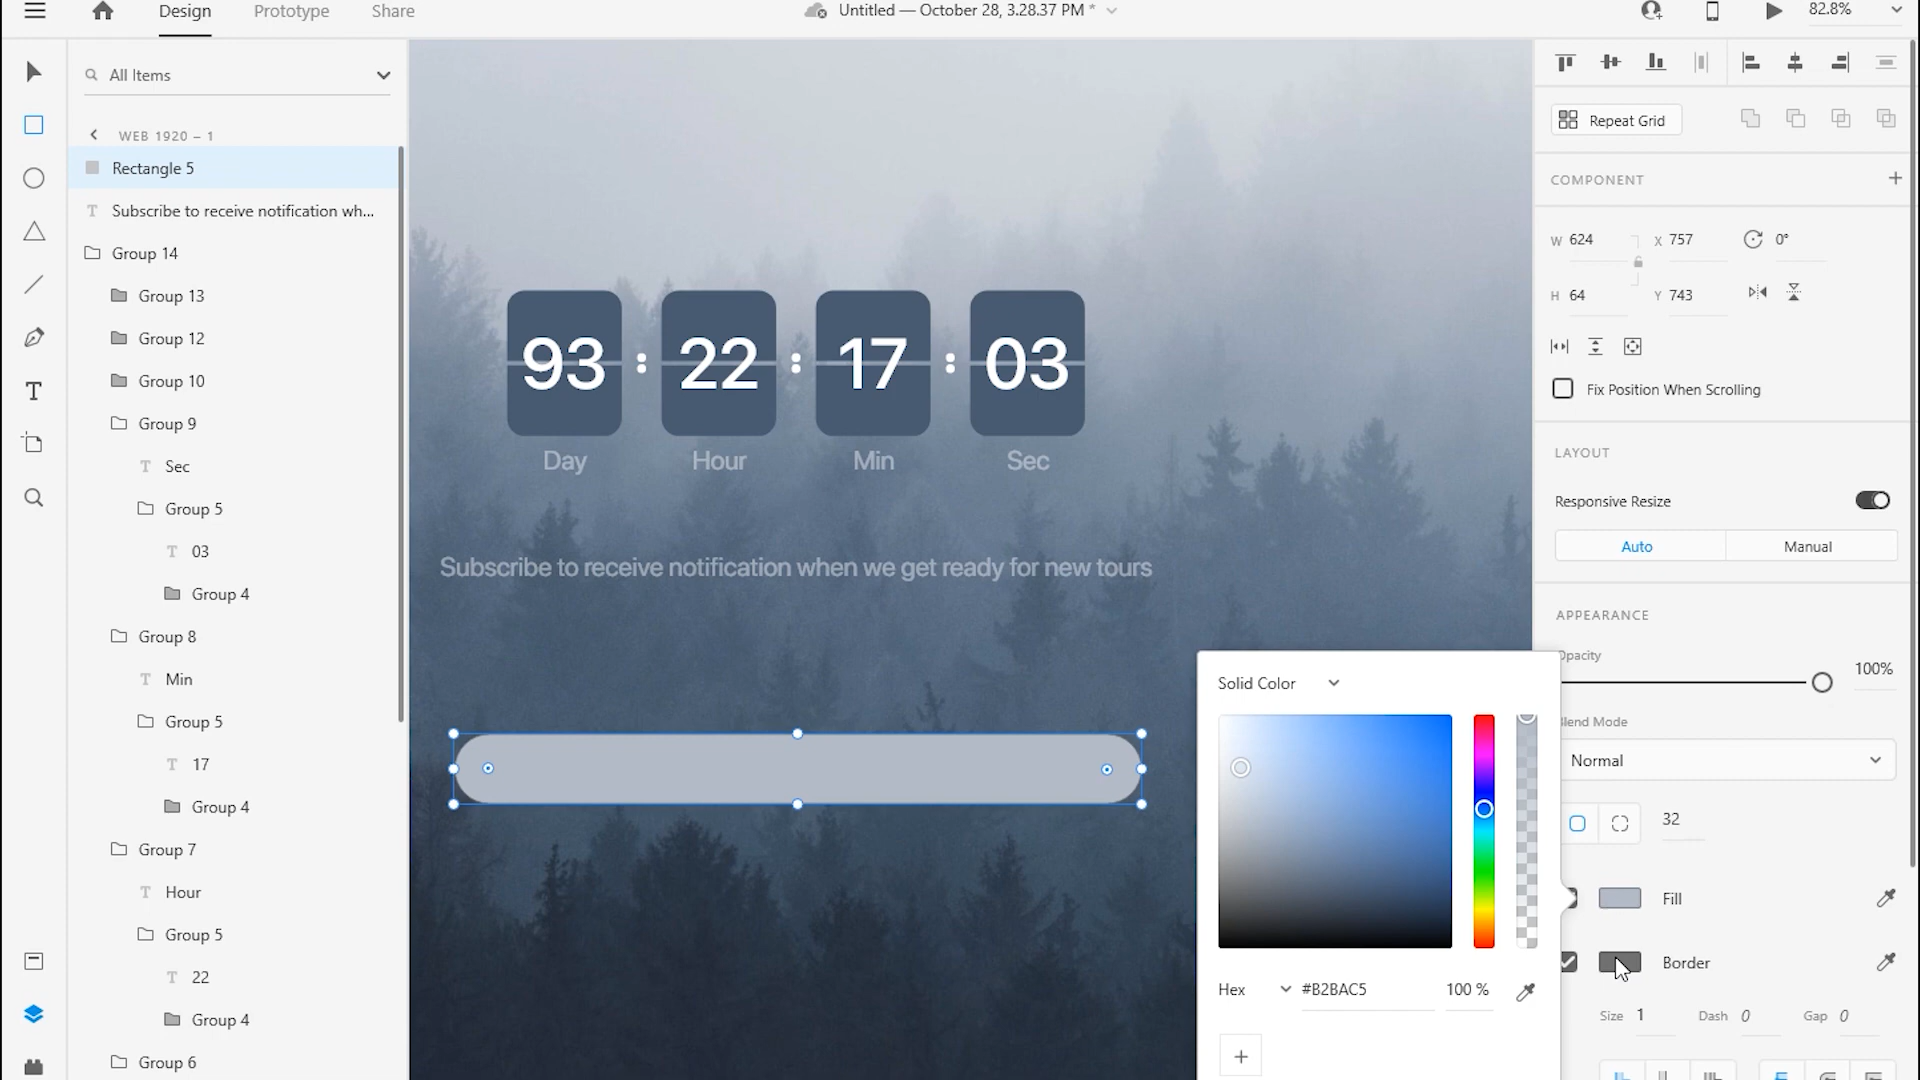 Design Prototype Share Untitled — October 28, 3.28.37 PM * 82.8%
All Items
WEB 1920 – 1
Rectangle 5
Subscribe to receive notification wh...
Group 14
Group 13
Group 12
Group 10
Group 9
Sec
Group 5
03
Group 4
Group 8
Min
Group 5
17
Group 4
Group 7
Hour
Group 5
22
Group 4
Group 6
93 : 22 : 17 : 03
Day Hour Min Sec
Subscribe to receive notification when we get ready for new tours
Solid Color
Hex #B2BAC5 100 %
Repeat Grid
COMPONENT
W 624 X 757 0°
H 64 Y 743
Fix Position When Scrolling
LAYOUT
Responsive Resize
Auto Manual
APPEARANCE
Opacity
100%
Blend Mode
Normal
32
Fill
Border
Size 1 Dash 0 Gap 0